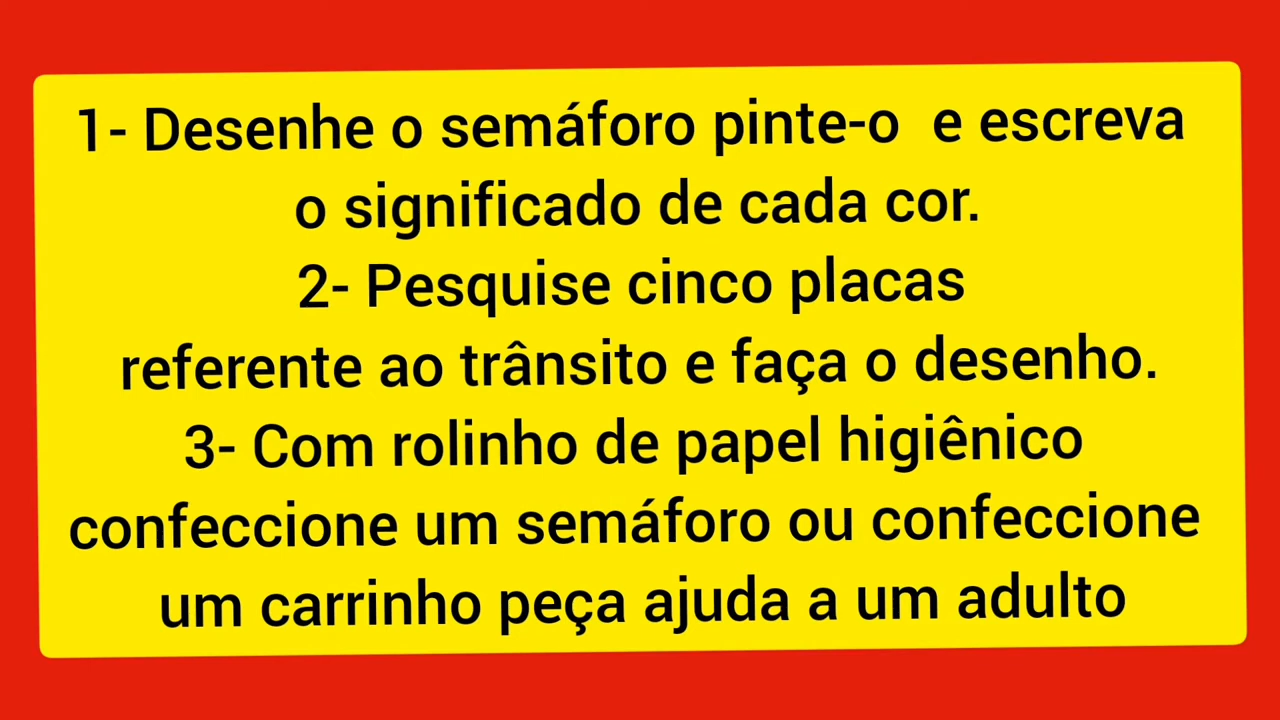 1- Desenhe o semáforo pinte-o e escreva
o significado de cada cor.
2- Pesquise cinco placas
referente ao trânsito e faça o desenho.
3- Com rolinho de papel higiênico
confeccione um semáforo ou confeccione
um carrinho peça ajuda a um adulto